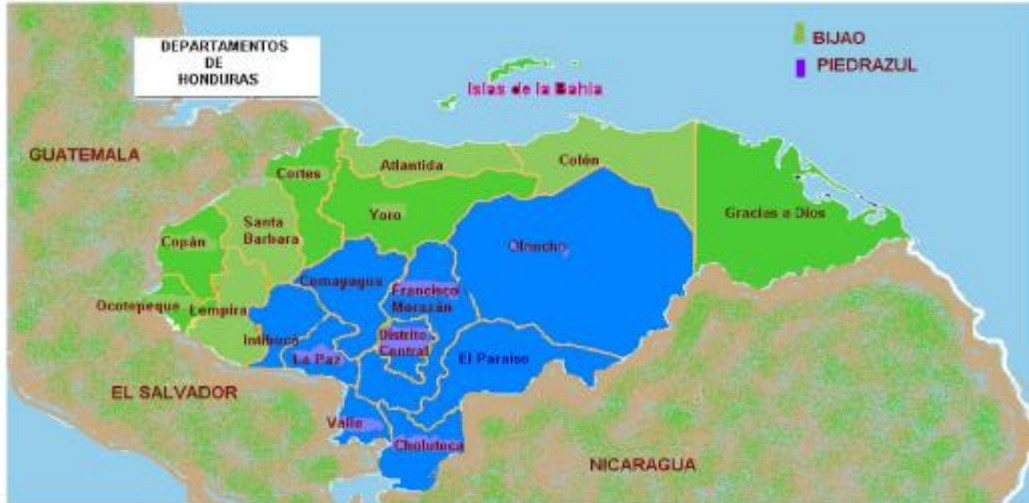 DEPARTAMENTOS
DE
HONDURAS
BIJAO
PIEDRAZUL
Islas de la Bahia
GUATEMALA
Cortes
Atlantida
Colón
Yoro
Gracias a Dios
Santa
Barbara
Copán
Olancho
Comayagua
Francisco
Morazán
Ocotepeque
Lempira
Intibucá
Distrito
Central
La Paz
El Paraiso
EL SALVADOR
Valle
Choluteca
NICARAGUA